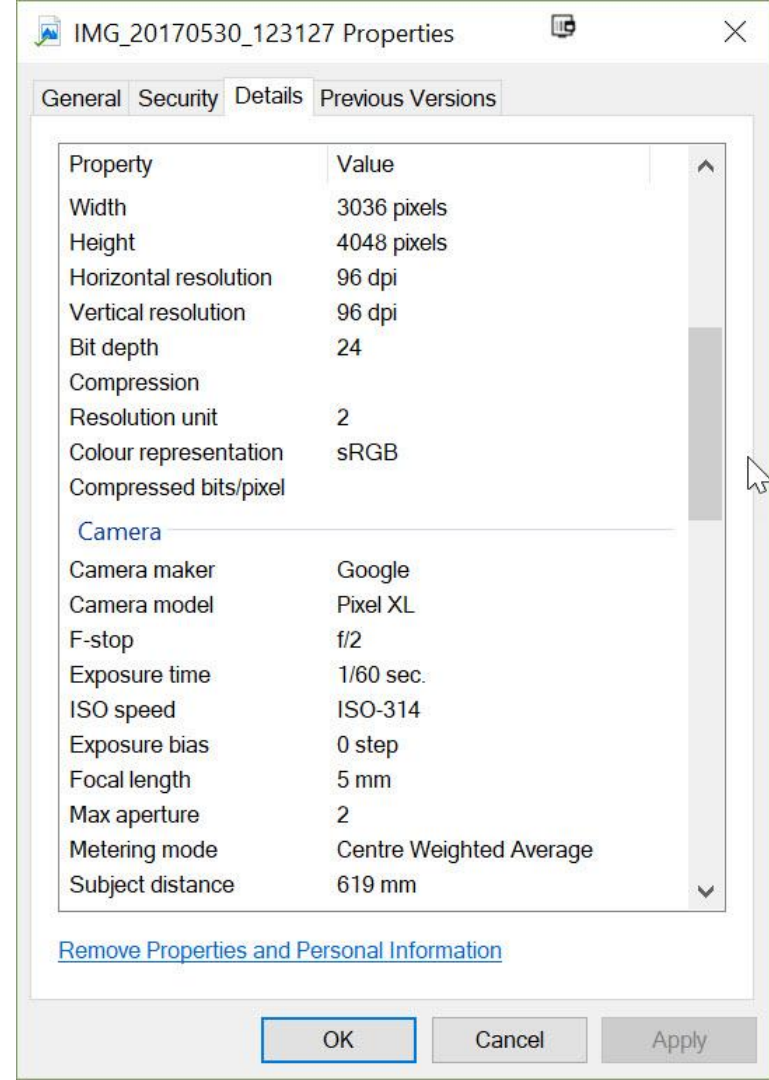 IMG_20170530_123127 Properties
General Security Details Previous Versions
Property Value
Width 3036 pixels
Height 4048 pixels
Horizontal resolution 96 dpi
Vertical resolution 96 dpi
Bit depth 24
Compression
Resolution unit 2
Colour representation sRGB
Compressed bits/pixel
Camera
Camera maker Google
Camera model Pixel XL
F-stop f/2
Exposure time 1/60 sec.
ISO speed ISO-314
Exposure bias 0 step
Focal length 5 mm
Max aperture 2
Metering mode Centre Weighted Average
Subject distance 619 mm
Remove Properties and Personal Information
OK Cancel Apply